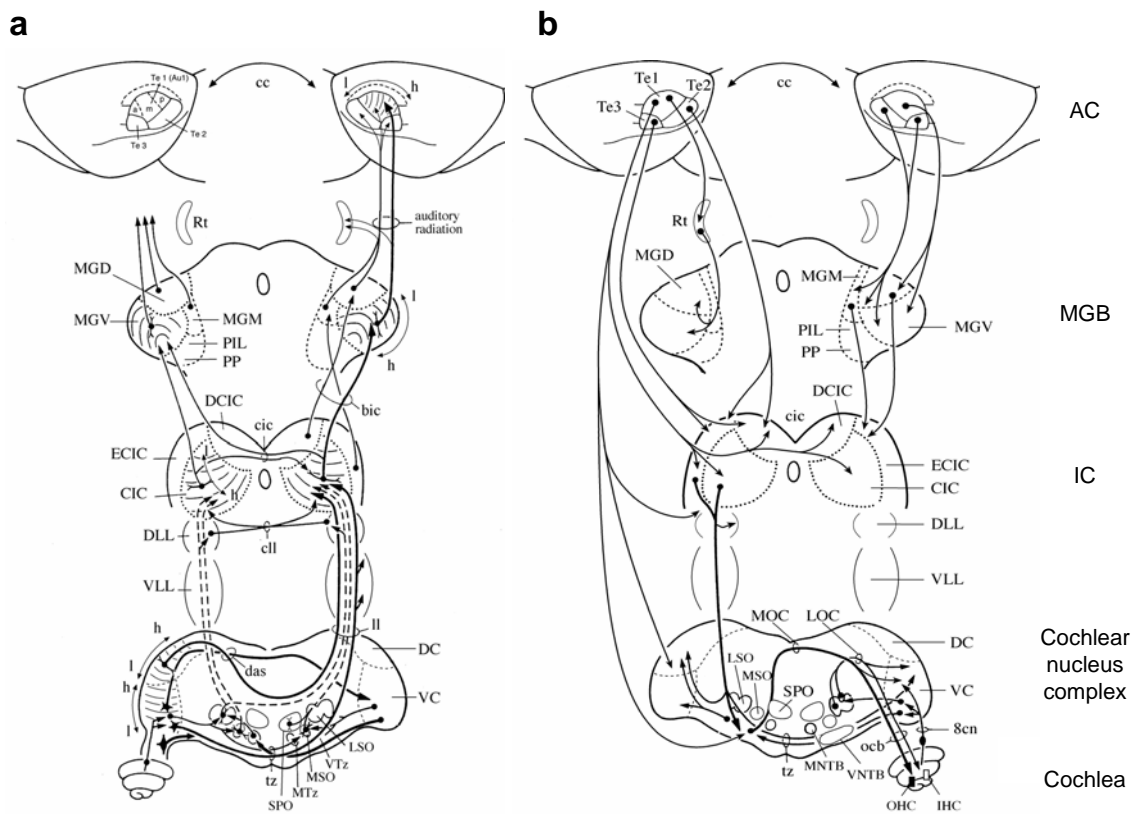 a
b
Te 1 (Au1)
a
m
p
Te 2
Te 3
cc
l
h
Rt
auditory
radiation
MGD
MGV
MGM
PIL
PP
l
h
bic
DCIC
cic
ECIC
CIC
l
h
DLL
cll
VLL
ll
h
l
h
l
das
DC
VC
LSO
VTz
MSO
MTz
SPO
tz
Te1
Te2
Te3
cc
AC
Rt
MGD
MGM
PIL
PP
MGV
MGB
DCIC
cic
ECIC
CIC
IC
DLL
VLL
MOC
LOC
DC
LSO
MSO
SPO
VC
Cochlear
nucleus
complex
8cn
ocb
tz
MNTB
VNTB
OHC
IHC
Cochlea